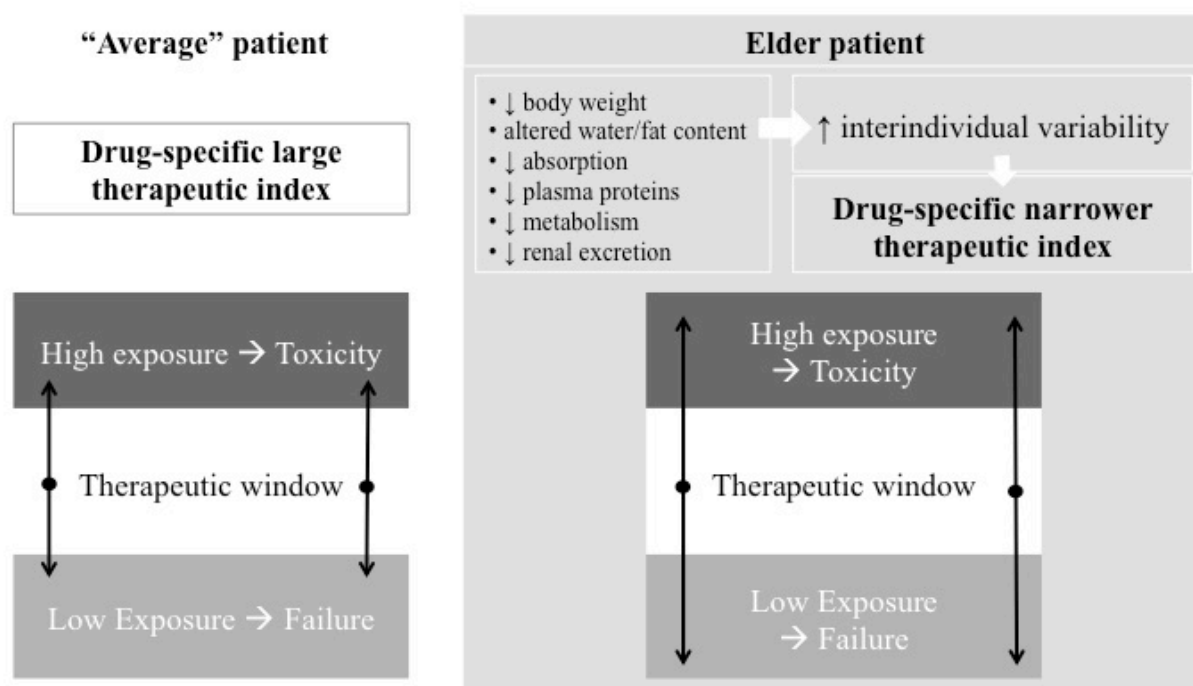 “Average” patient
Drug-specific large
therapeutic index
High exposure → Toxicity
Therapeutic window
Low Exposure → Failure
Elder patient
• ↓ body weight
• altered water/fat content
• ↓ absorption
• ↓ plasma proteins
• ↓ metabolism
• ↓ renal excretion
↑ interindividual variability
Drug-specific narrower
therapeutic index
High exposure
→ Toxicity
Therapeutic window
Low Exposure
→ Failure